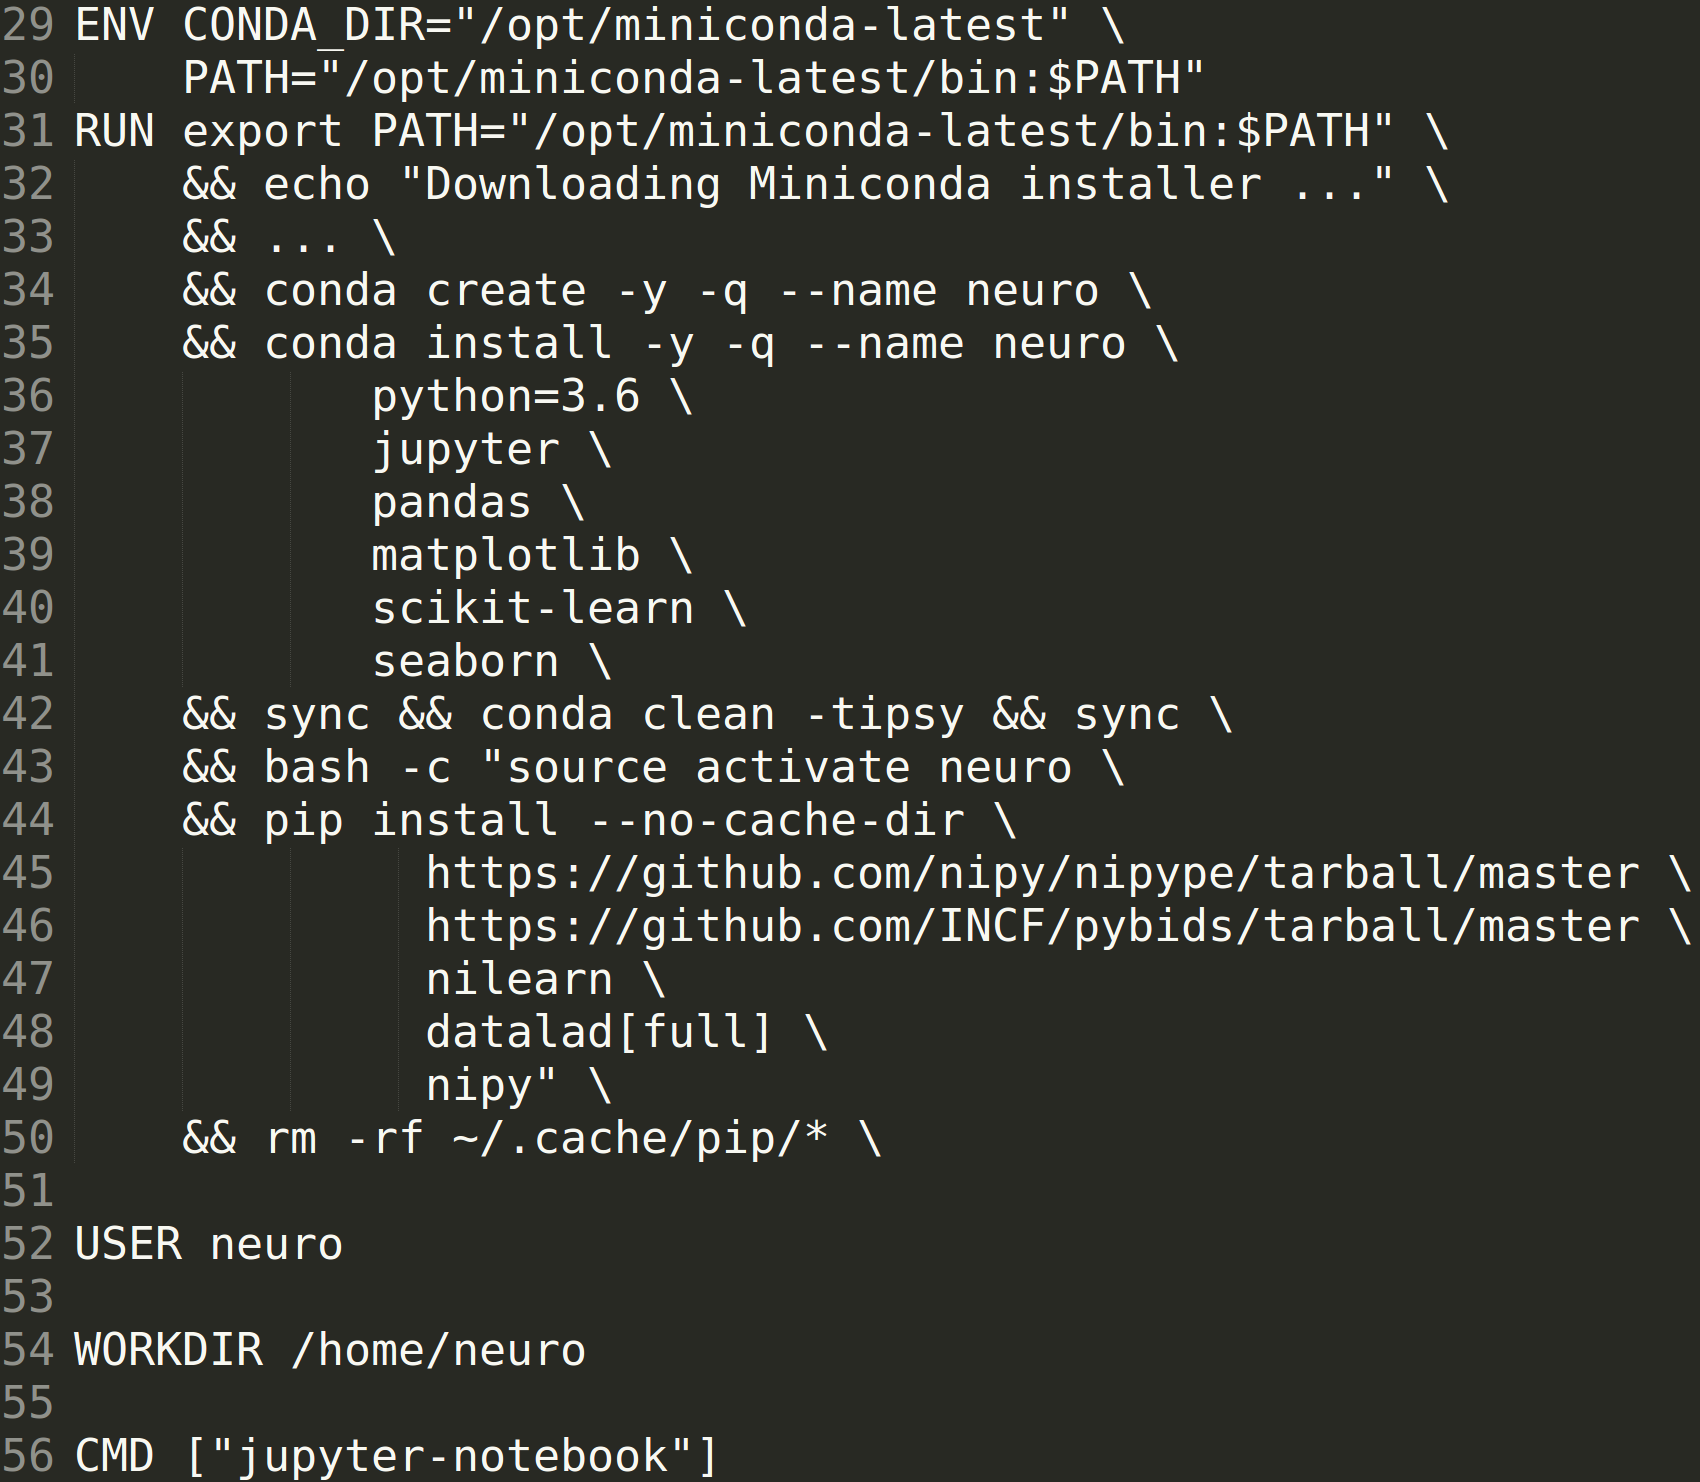 29 ENV CONDA_DIR="/opt/miniconda-latest" \
30     PATH="/opt/miniconda-latest/bin:$PATH"
31 RUN export PATH="/opt/miniconda-latest/bin:$PATH" \
32     && echo "Downloading Miniconda installer ..." \
33     && ... \
34     && conda create -y -q --name neuro \
35     && conda install -y -q --name neuro \
36            python=3.6 \
37            jupyter \
38            pandas \
39            matplotlib \
40            scikit-learn \
41            seaborn \
42     && sync && conda clean -tipsy && sync \
43     && bash -c "source activate neuro \
44     && pip install --no-cache-dir \
45              https://github.com/nipy/nipype/tarball/master \
46              https://github.com/INCF/pybids/tarball/master \
47              nilearn \
48              datalad[full] \
49              nipy" \
50     && rm -rf ~/.cache/pip/* \
51
52 USER neuro
53
54 WORKDIR /home/neuro
55
56 CMD ["jupyter-notebook"]